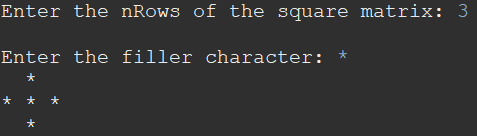 Enter the nRows of the square matrix: 3
Enter the filler character: *
  *
* * *
  *